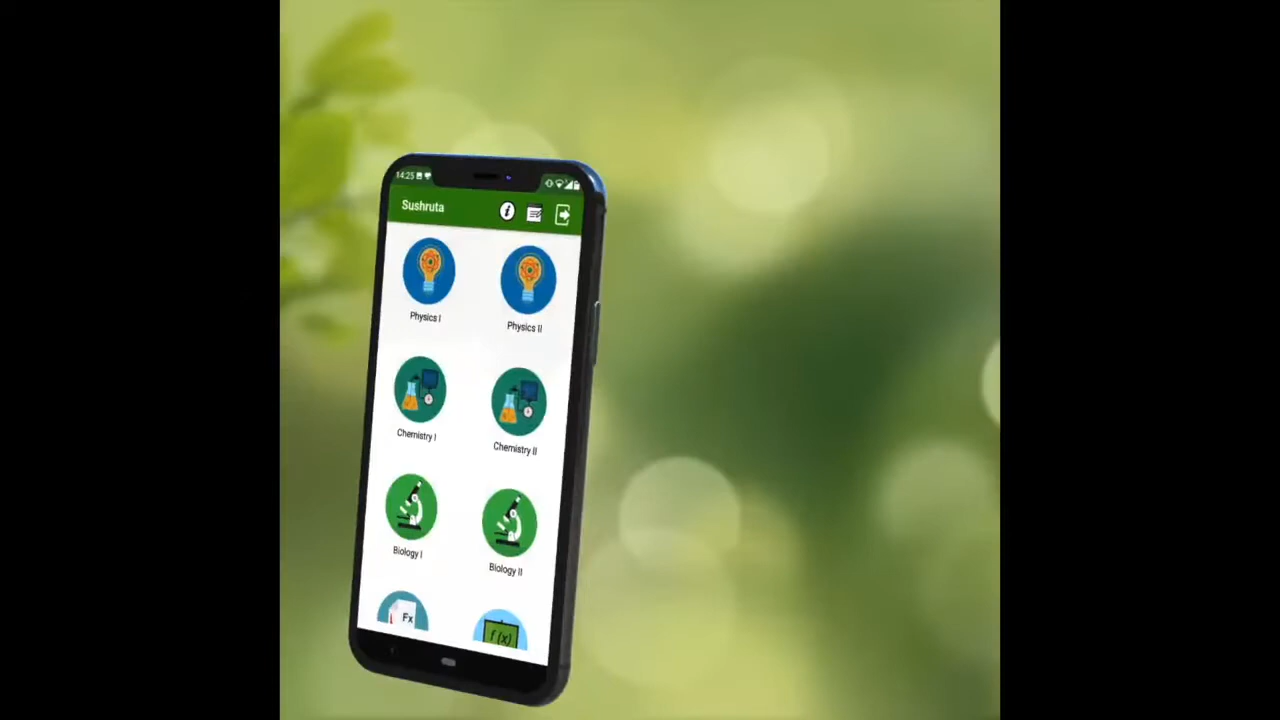 14:25
Sushruta
Physics I
Physics II
Chemistry I
Chemistry II
Biology I
Biology II
Fx
f(x)